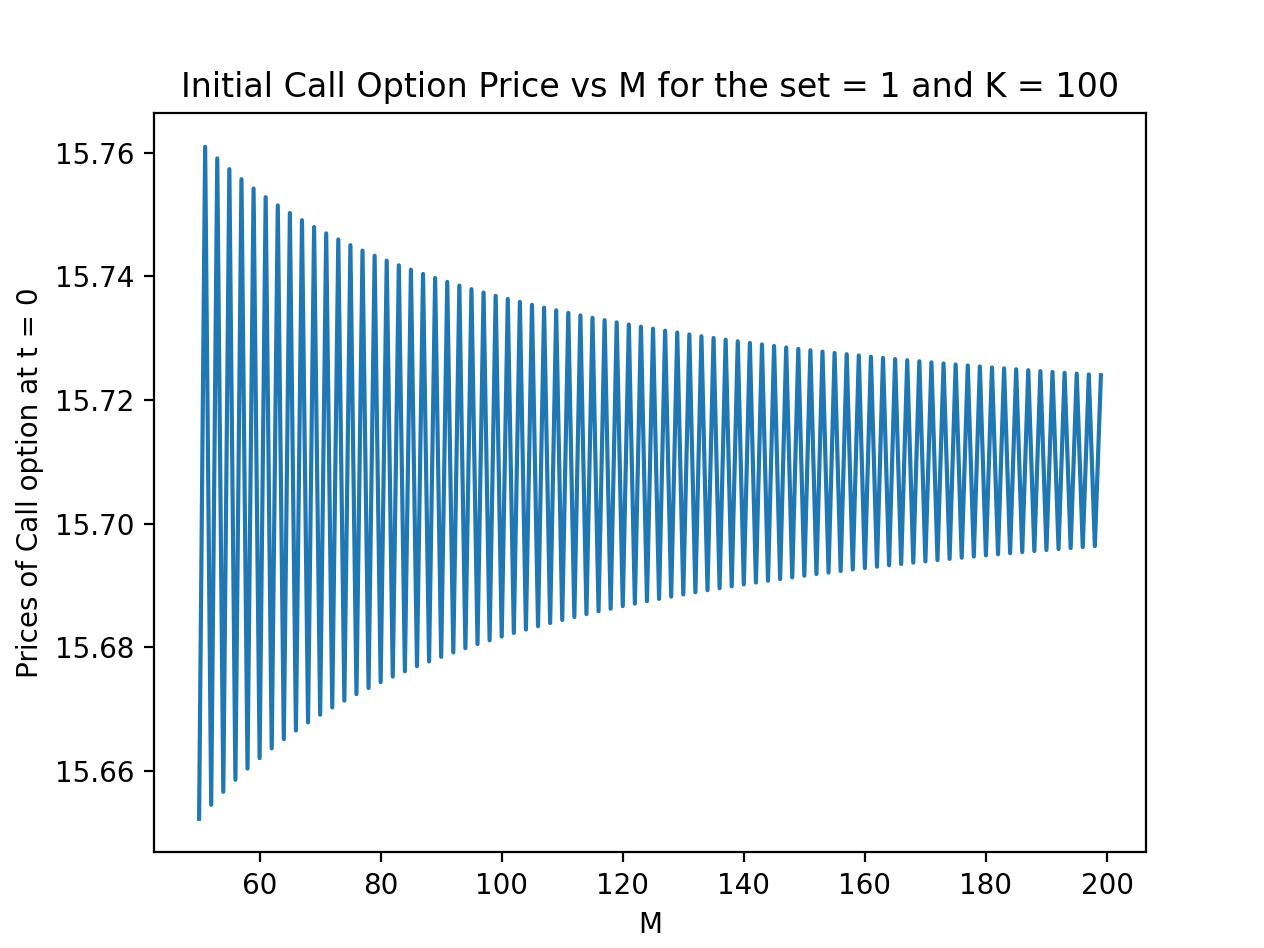 Initial Call Option Price vs M for the set = 1 and K = 100
Prices of Call option at t = 0
15.76
15.74
15.72
15.70
15.68
15.66
60 80 100 120 140 160 180 200
M